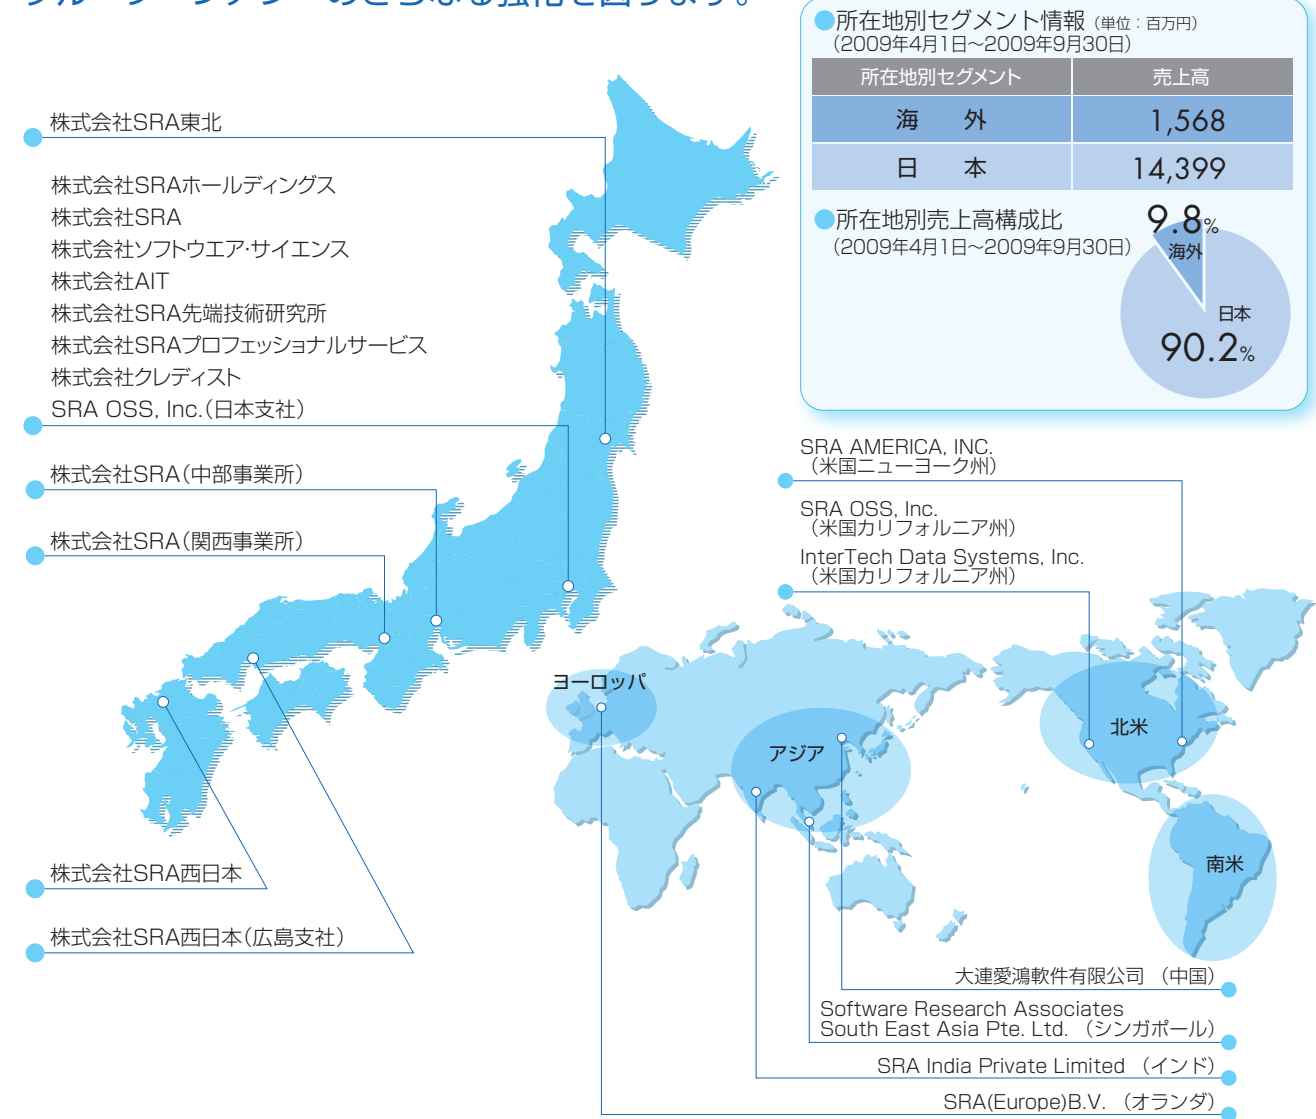 ●所在地別セグメント情報（単位：百万円）
（2009年4月1日～2009年9月30日）
所在地別セグメント 売上高
海　外 1,568
日　本 14,399
●所在地別売上高構成比
（2009年4月1日～2009年9月30日）
9.8%
海外
日本
90.2%
株式会社SRA東北
株式会社SRAホールディングス
株式会社SRA
株式会社ソフトウエア・サイエンス
株式会社AIT
株式会社SRA先端技術研究所
株式会社SRAプロフェッショナルサービス
株式会社クレディスト
SRA OSS, Inc.（日本支社）
株式会社SRA（中部事業所）
株式会社SRA（関西事業所）
株式会社SRA西日本
株式会社SRA西日本（広島支社）
SRA AMERICA, INC.
（米国ニューヨーク州）
SRA OSS, Inc.
（米国カリフォルニア州）
InterTech Data Systems, Inc.
（米国カリフォルニア州）
ヨーロッパ
アジア
北米
南米
大連愛鴻軟件有限公司 （中国）
Software Research Associates
South East Asia Pte. Ltd. （シンガポール）
SRA India Private Limited （インド）
SRA(Europe)B.V. （オランダ）